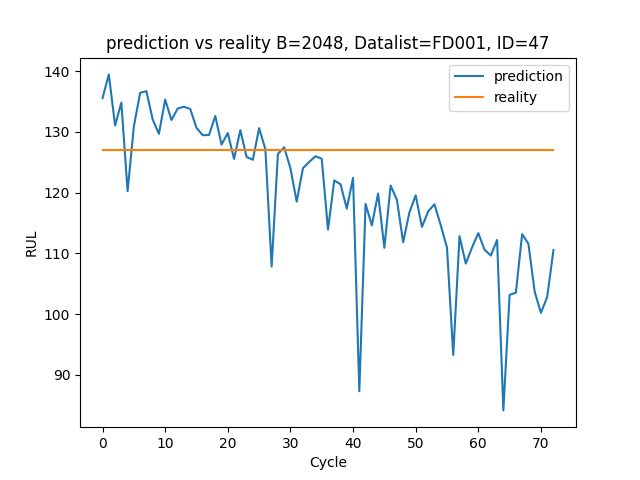 prediction vs reality B=2048, Datalist=FD001, ID=47
prediction
reality
140
130
120
110
100
90
RUL
0 10 20 30 40 50 60 70
Cycle